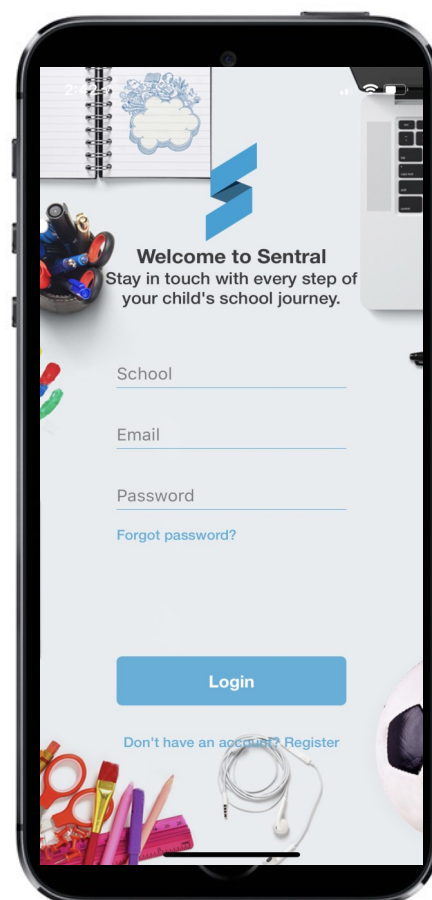 Welcome to Sentral
Stay in touch with every step of
your child's school journey.
School
Email
Password
Forgot password?
Login
Don't have an account? Register